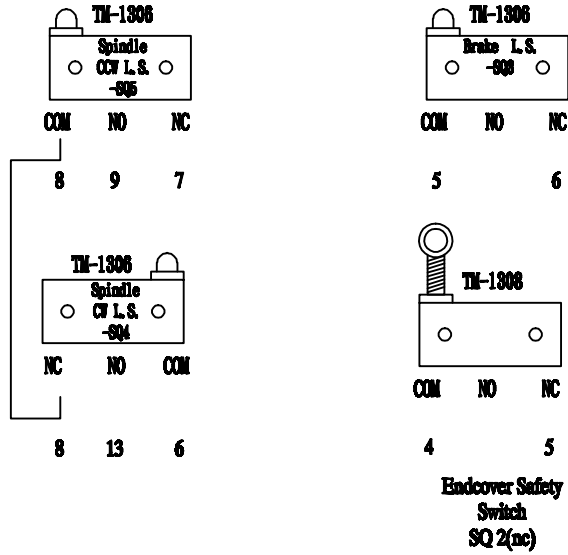 TM-1306
Spindle
CCW L.S.
-SQ5
COM NO NC
8 9 7
TM-1306
Brake L.S.
-SQ3
COM NO NC
5 6
TM-1306
Spindle
CW L.S.
-SQ4
NC NO COM
8 13 6
TM-1308
COM NO NC
4 5
Endcover Safety
Switch
SQ 2(nc)